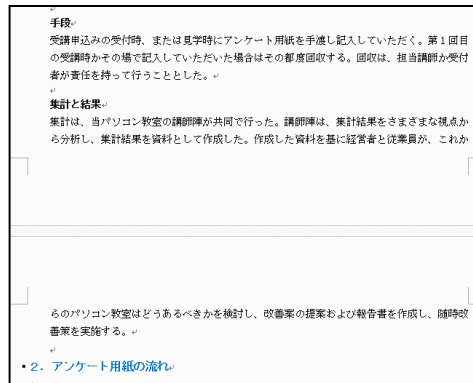 手段
受講申込みの受付時、または見学時にアンケート用紙を手渡し記入していただく。第１回目
の受講時かその場で記入していただいた場合はその都度回収する。回収は、担当講師か受付
者が責任を持って行うこととした。
集計と結果
集計は、当パソコン教室の講師陣が共同で行った。講師陣は、集計結果をさまざまな視点か
ら分析し、集計結果を資料として作成した。作成した資料を基に経営者と従業員が、これか
らのパソコン教室はどうあるべきかを検討し、改善案の提案および報告書を作成し、随時改
善策を実施する。
２．アンケート用紙の流れ